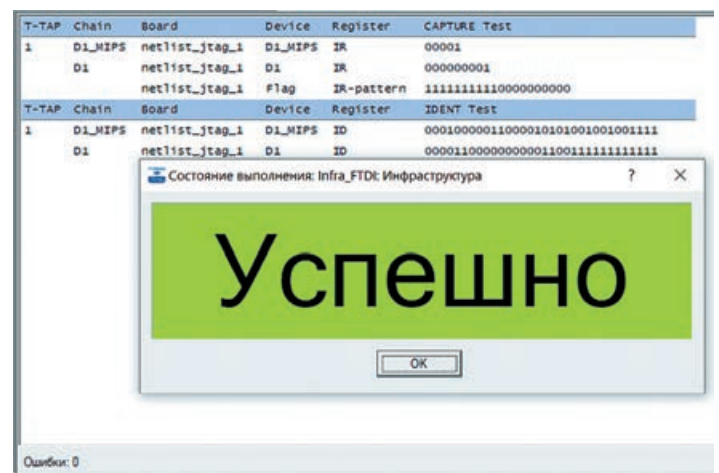 T-TAP Chain Board Device Register CAPTURE Test
1 D1_MIPS netlist_jtag_1 D1_MIPS IR 00001
D1 netlist_jtag_1 D1 IR 000000001
netlist_jtag_1 Flag IR-pattern 11111111110000000000
T-TAP Chain Board Device Register IDENT Test
1 D1_MIPS netlist_jtag_1 D1_MIPS ID
D1 netlist_jtag_1 D1 ID
Состояние выполнения: Infra_FTDI: Инфраструктура ? ×
Успешно
OK
Ошибки: 0